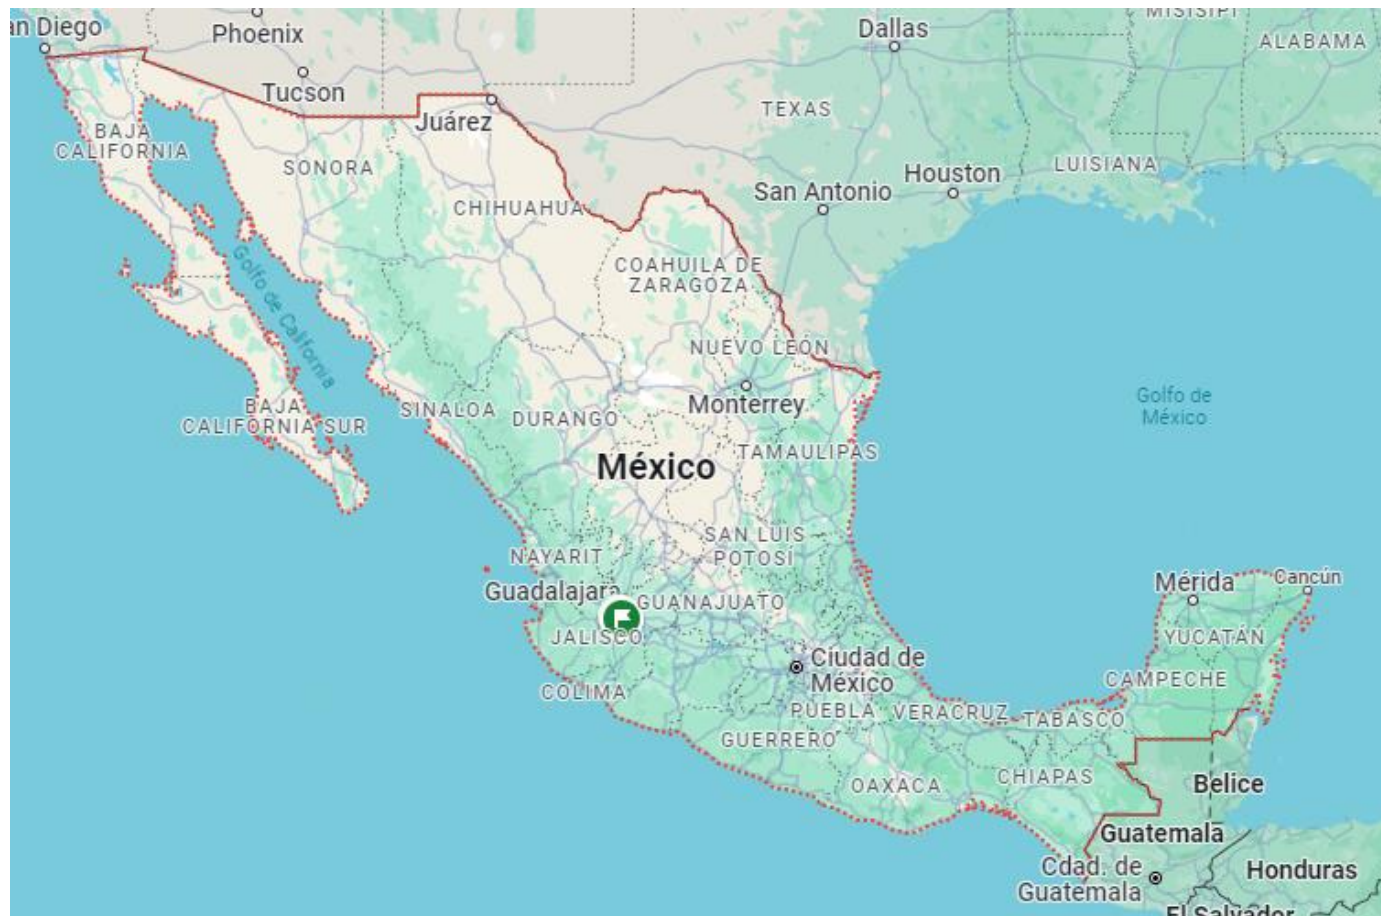 an Diego
Phoenix
Dallas
MISISIPI
ALABAMA
Tucson
Juárez
TEXAS
BAJA
CALIFORNIA
SONORA
Houston
LUISIANA
San Antonio
CHIHUAHUA
COAHUILA DE
ZARAGOZA
Golfo de California
NUEVO LEÓN
Monterrey
Golfo de
México
BAJA
CALIFORNIA SUR
SINALOA
DURANGO
México
TAMAULIPAS
SAN LUIS
POTOSÍ
NAYARIT
Guadalajara
GUANAJUATO
JALISCO
Mérida
Cancún
YUCATÁN
Ciudad de
México
CAMPECHE
COLIMA
PUEBLA
VERACRUZ
TABASCO
GUERRERO
OAXACA
CHIAPAS
Belice
Guatemala
Cdad. de
Guatemala
Honduras
El Salvador